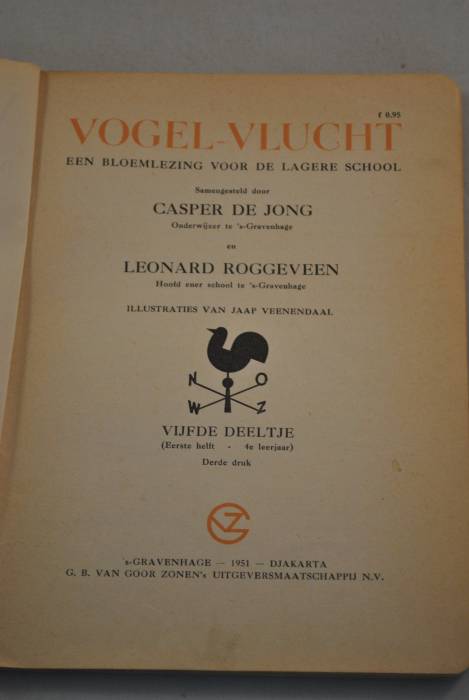 f 0.95
VOGEL-VLUCHT
EEN BLOEMLEZING VOOR DE LAGERE SCHOOL
Samengesteld door
CASPER DE JONG
Onderwijzer te 's-Gravenhage
en
LEONARD ROGGEVEEN
Hoofd ener school te 's-Gravenhage
ILLUSTRATIES VAN JAAP VEENENDAAL
N O
W Z
VIJFDE DEELTJE
(Eerste helft - 4e leerjaar)
Derde druk
GZ
's-GRAVENHAGE — 1951 — DJAKARTA
G. B. VAN GOOR ZONEN's UITGEVERSMAATSCHAPPIJ N.V.